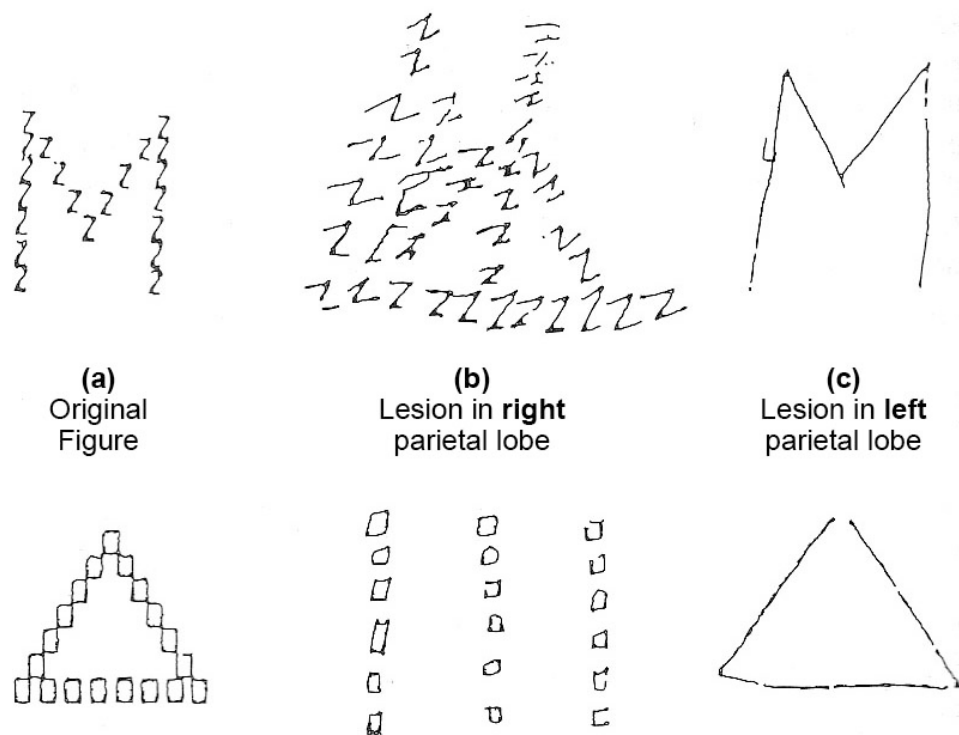 (a)
Original
Figure
(b)
Lesion in right
parietal lobe
(c)
Lesion in left
parietal lobe